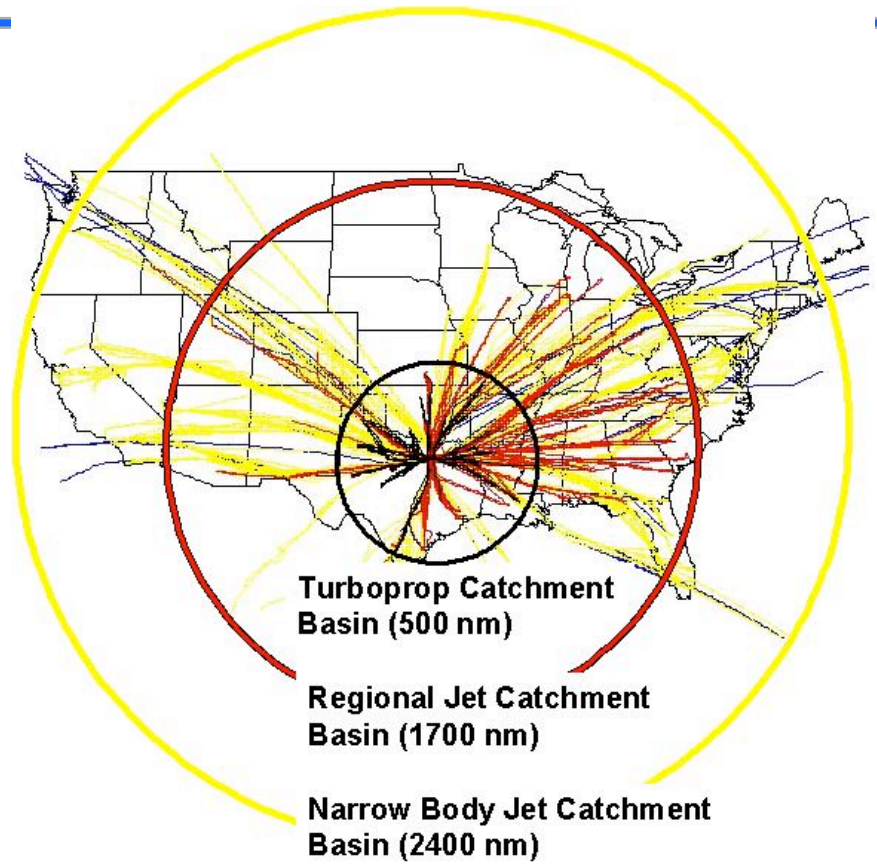 Turboprop Catchment
Basin (500 nm)
Regional Jet Catchment
Basin (1700 nm)
Narrow Body Jet Catchment
Basin (2400 nm)